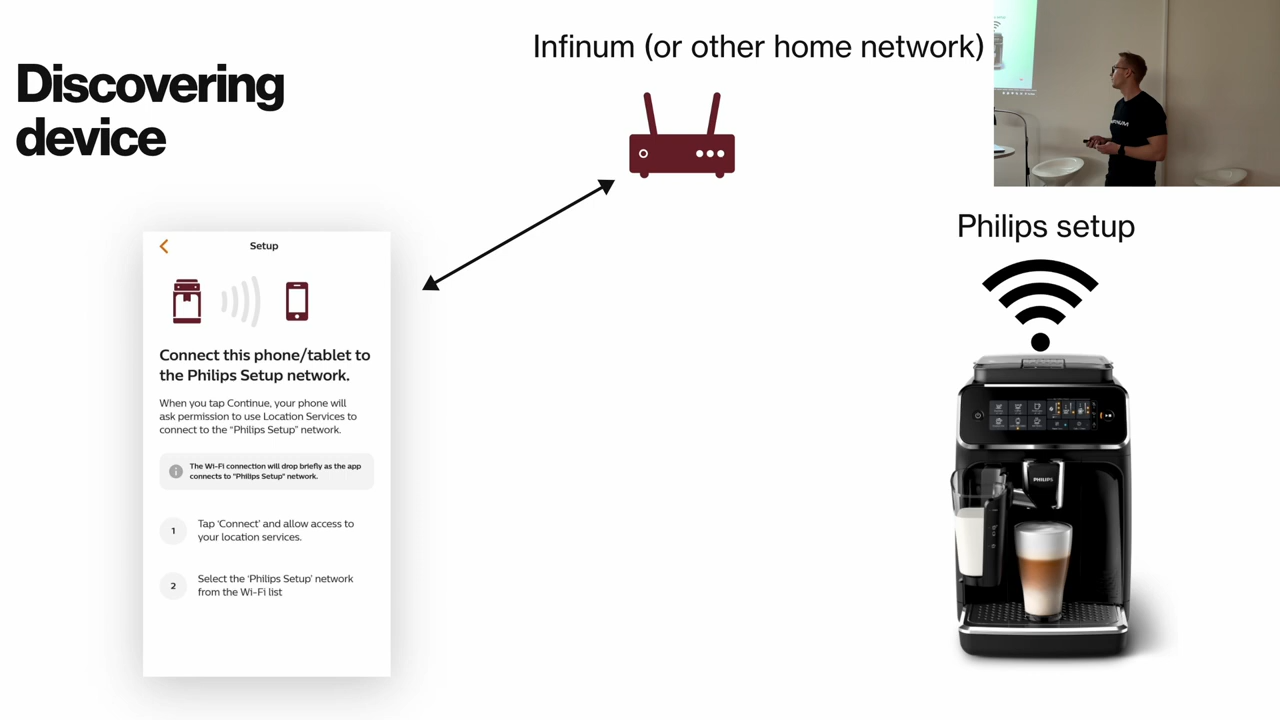 Discovering
device
Infinum (or other home network)
Philips setup
Setup
Connect this phone/tablet to
the Philips Setup network.
When you tap Continue, your phone will
ask permission to use Location Services to
connect to the "Philips Setup" network.
The Wi-Fi connection will drop briefly as the app
connects to "Philips Setup" network.
1
Tap 'Connect' and allow access to
your location services.
2
Select the 'Philips Setup' network
from the Wi-Fi list
PHILIPS